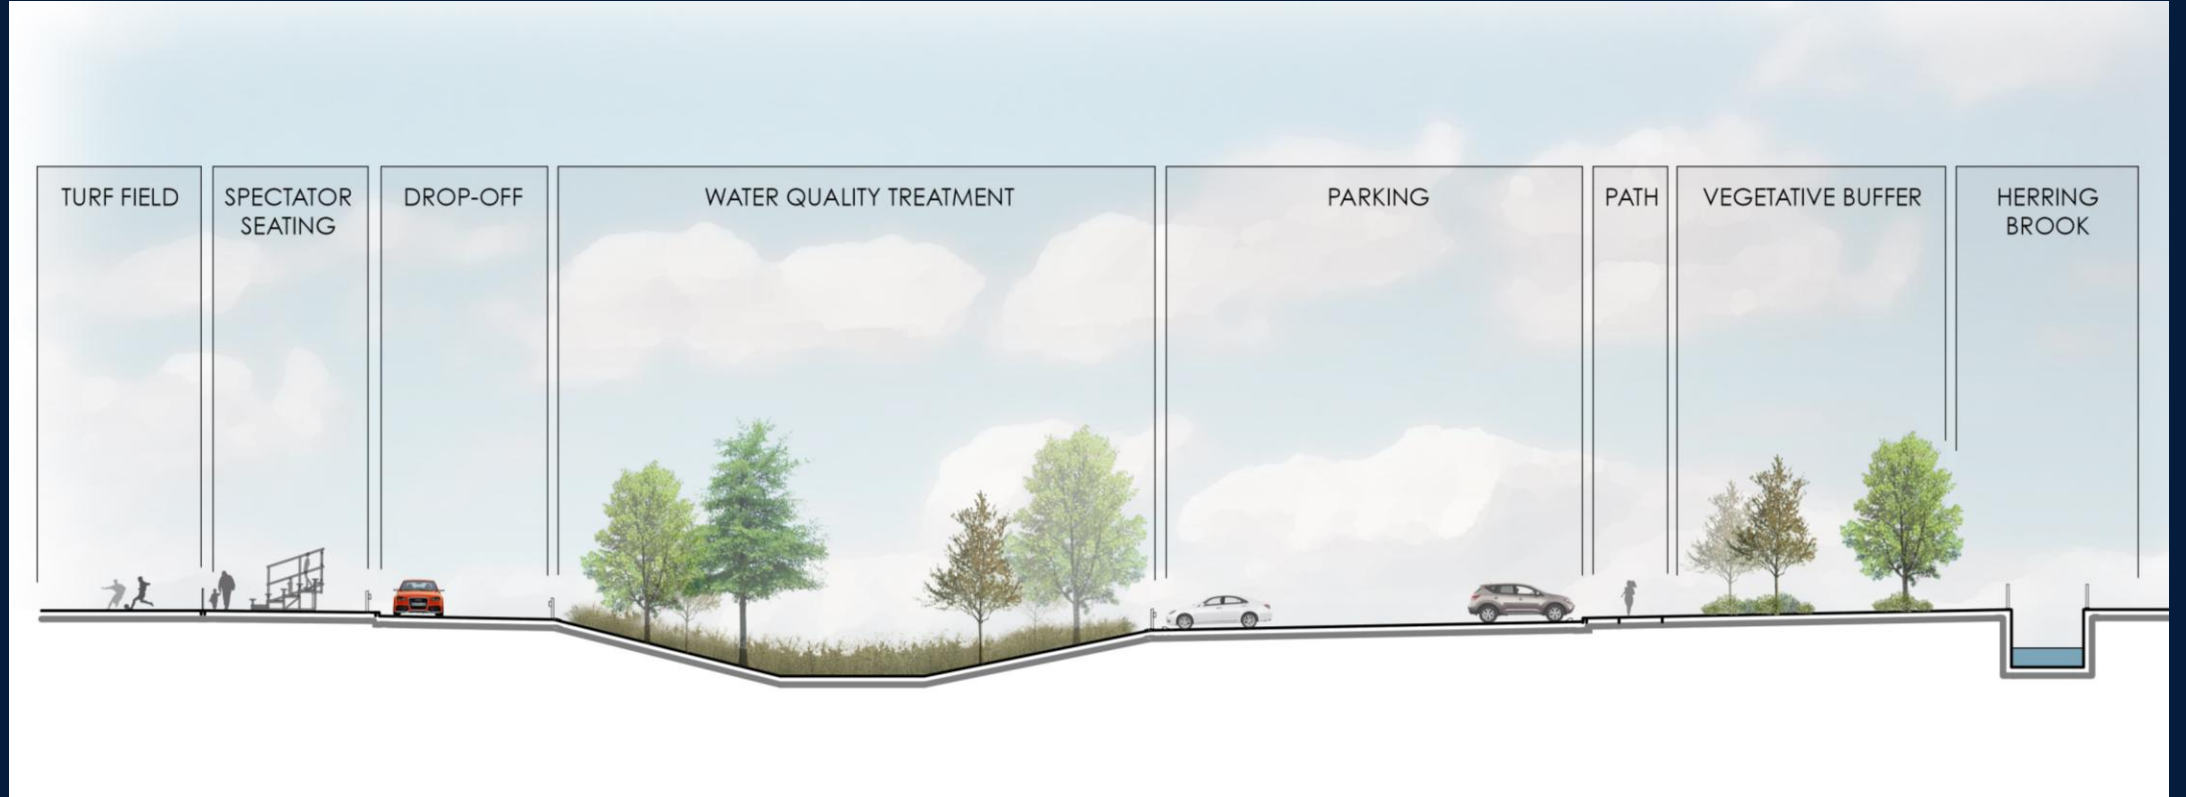 TURF FIELD
SPECTATOR
SEATING
DROP-OFF
WATER QUALITY TREATMENT
PARKING
PATH
VEGETATIVE BUFFER
HERRING
BROOK